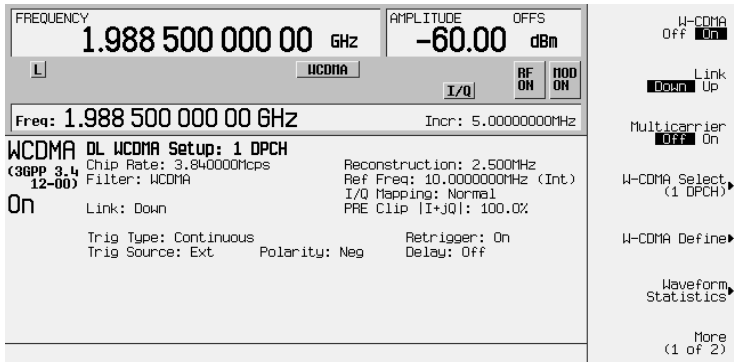 FREQUENCY
1.988 500 000 00 GHz
AMPLITUDE OFFS
-60.00 dBm
L
WCDMA
I/Q
RF ON
MOD ON
Freq: 1.988 500 000 00 GHz
Incr: 5.00000000MHz
WCDMA
(3GPP 3.4 12-00)
On
DL WCDMA Setup: 1 DPCH
Chip Rate: 3.840000Mcps
Reconstruction: 2.500MHz
Filter: WCDMA
Ref Freq: 10.0000000MHz (Int)
I/Q Mapping: Normal
Link: Down
PRE Clip |I+jQ|: 100.0%
Trig Type: Continuous
Retrigger: On
Trig Source: Ext
Polarity: Neg
Delay: Off
W-CDMA
Off On
Link
Down Up
Multicarrier
Off On
W-CDMA Select
(1 DPCH)
W-CDMA Define
Waveform
Statistics
More
(1 of 2)